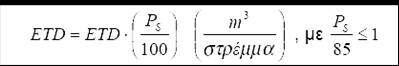 ETD = ETD · (P_S / 100) (m³ / στρέμμα) , με P_S / 85 ≤ 1